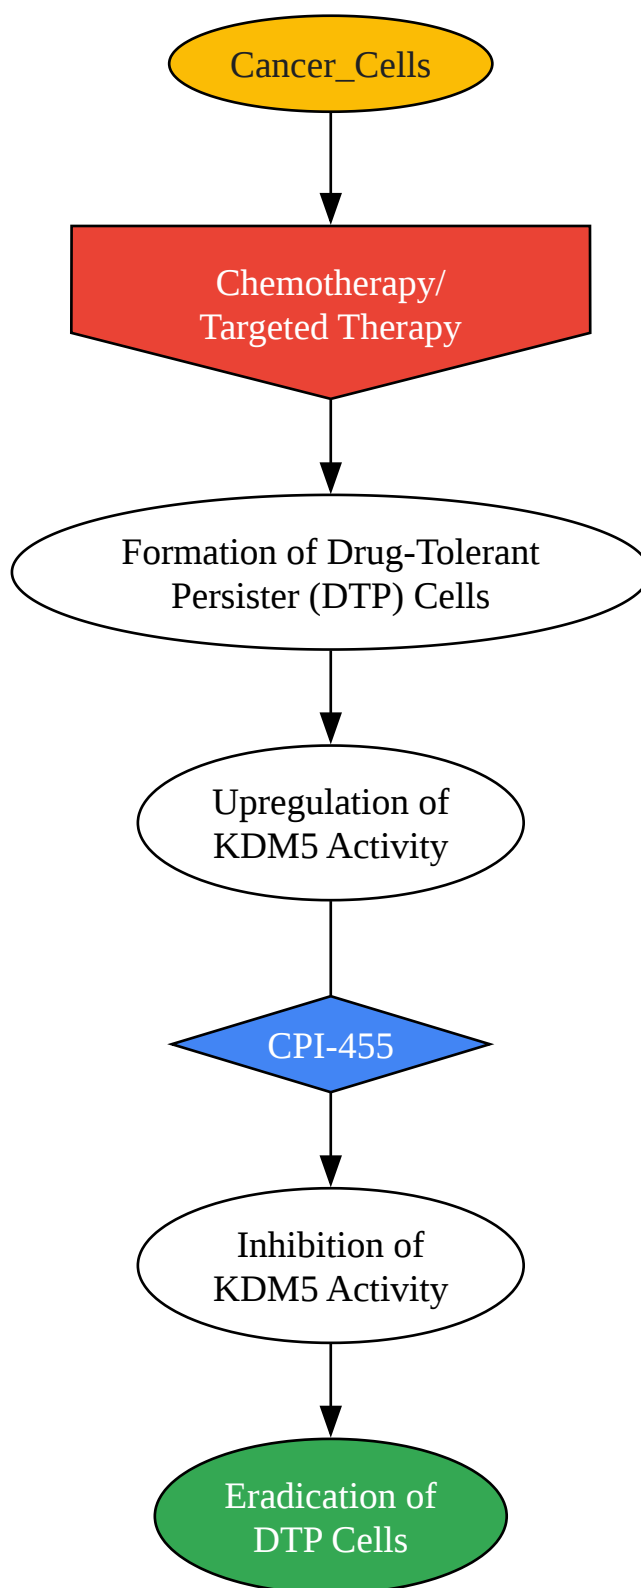 Cancer_Cells
Chemotherapy/
Targeted Therapy
Formation of Drug-Tolerant
Persister (DTP) Cells
Upregulation of
KDM5 Activity
CPI-455
Inhibition of
KDM5 Activity
Eradication of
DTP Cells